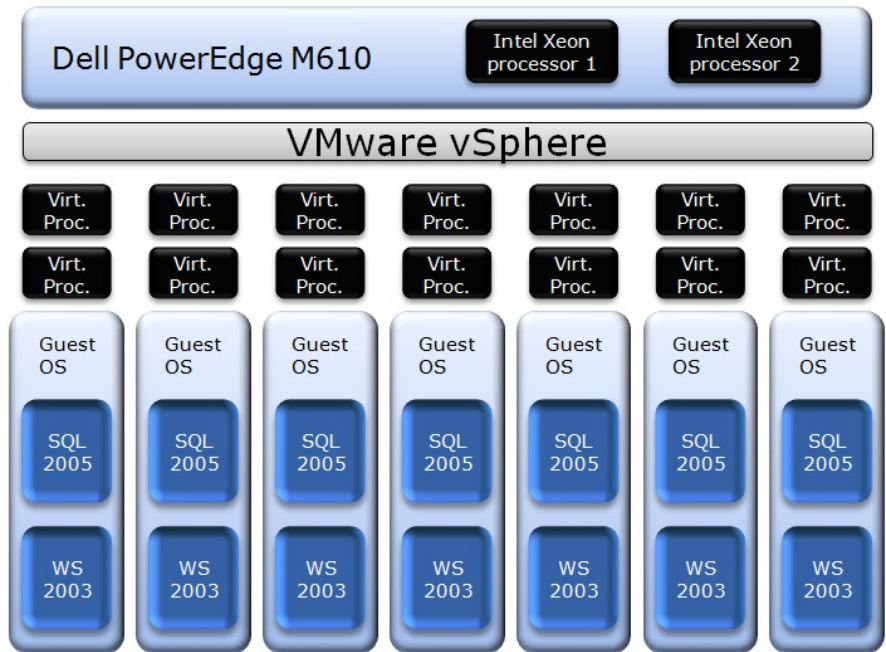 Dell PowerEdge M610
Intel Xeon
processor 1
Intel Xeon
processor 2
VMware vSphere
Virt.
Proc.
Virt.
Proc.
Virt.
Proc.
Virt.
Proc.
Virt.
Proc.
Virt.
Proc.
Virt.
Proc.
Virt.
Proc.
Virt.
Proc.
Virt.
Proc.
Virt.
Proc.
Virt.
Proc.
Virt.
Proc.
Virt.
Proc.
Guest
OS
Guest
OS
Guest
OS
Guest
OS
Guest
OS
Guest
OS
Guest
OS
SQL
2005
SQL
2005
SQL
2005
SQL
2005
SQL
2005
SQL
2005
SQL
2005
WS
2003
WS
2003
WS
2003
WS
2003
WS
2003
WS
2003
WS
2003